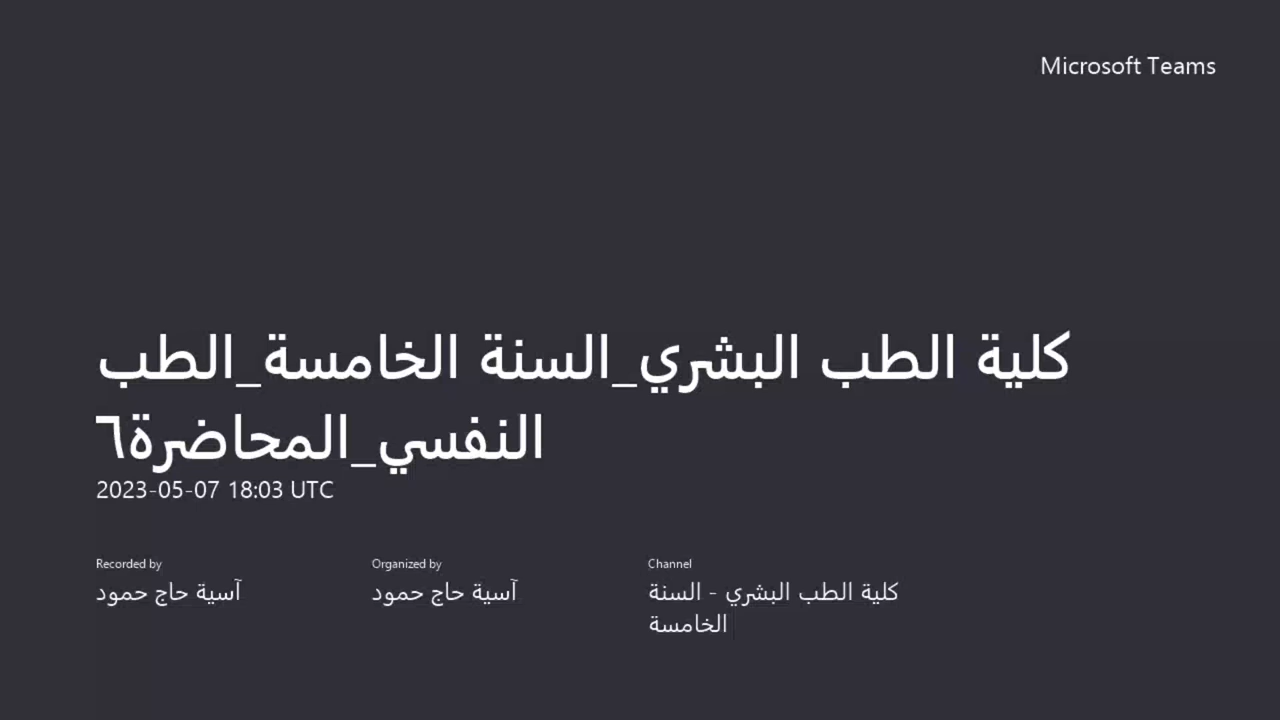 Microsoft Teams
كلية الطب البشري_السنة الخامسة_الطب
النفسي_المحاضرة٦
2023-05-07 18:03 UTC
Recorded by
آسية حاج حمود
Organized by
آسية حاج حمود
Channel
كلية الطب البشري - السنة
الخامسة